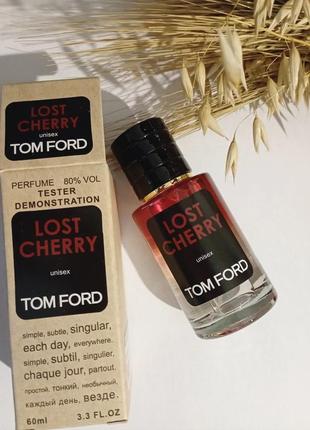 LOST
CHERRY
unisex
TOM FORD
PERFUME 80% VOL
TESTER
DEMONSTRATION
LOST
CHERRY
unisex
TOM FORD
simple, subtle, singular,
each day, everywhere.
simple, subtil, singulier,
chaque jour, partout.
простой, тонкий, необычный,
каждый день, везде.
60ml 3.3 FL.OZ
LOST
CHERRY
unisex
TOM FORD